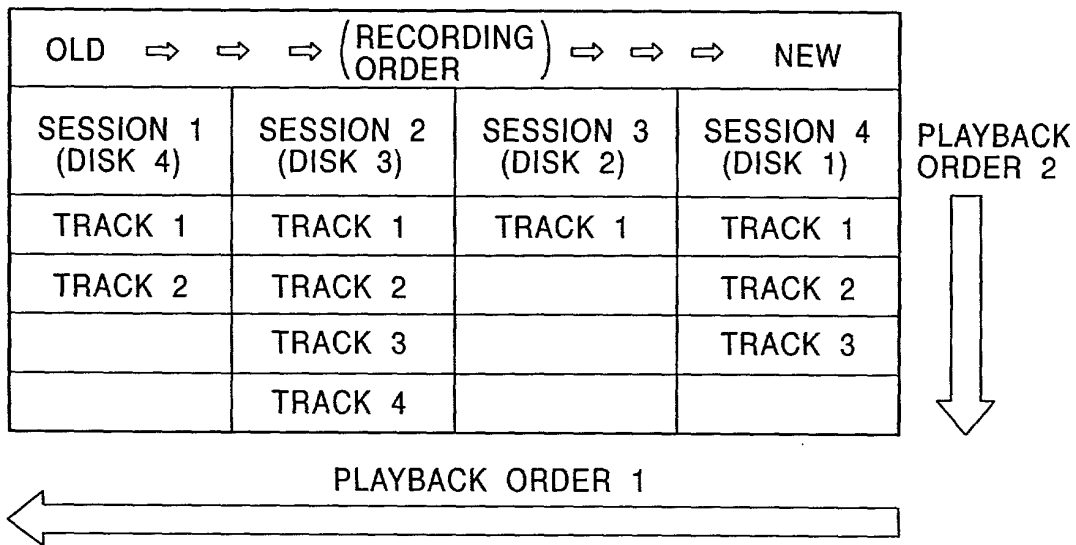 OLD ⇨ ⇨ ⇨ (RECORDING ORDER) ⇨ ⇨ ⇨ NEW
SESSION 1 (DISK 4) SESSION 2 (DISK 3) SESSION 3 (DISK 2) SESSION 4 (DISK 1)
TRACK 1 TRACK 1 TRACK 1 TRACK 1
TRACK 2 TRACK 2 TRACK 2
TRACK 3 TRACK 3
TRACK 4
PLAYBACK
ORDER 2
PLAYBACK ORDER 1